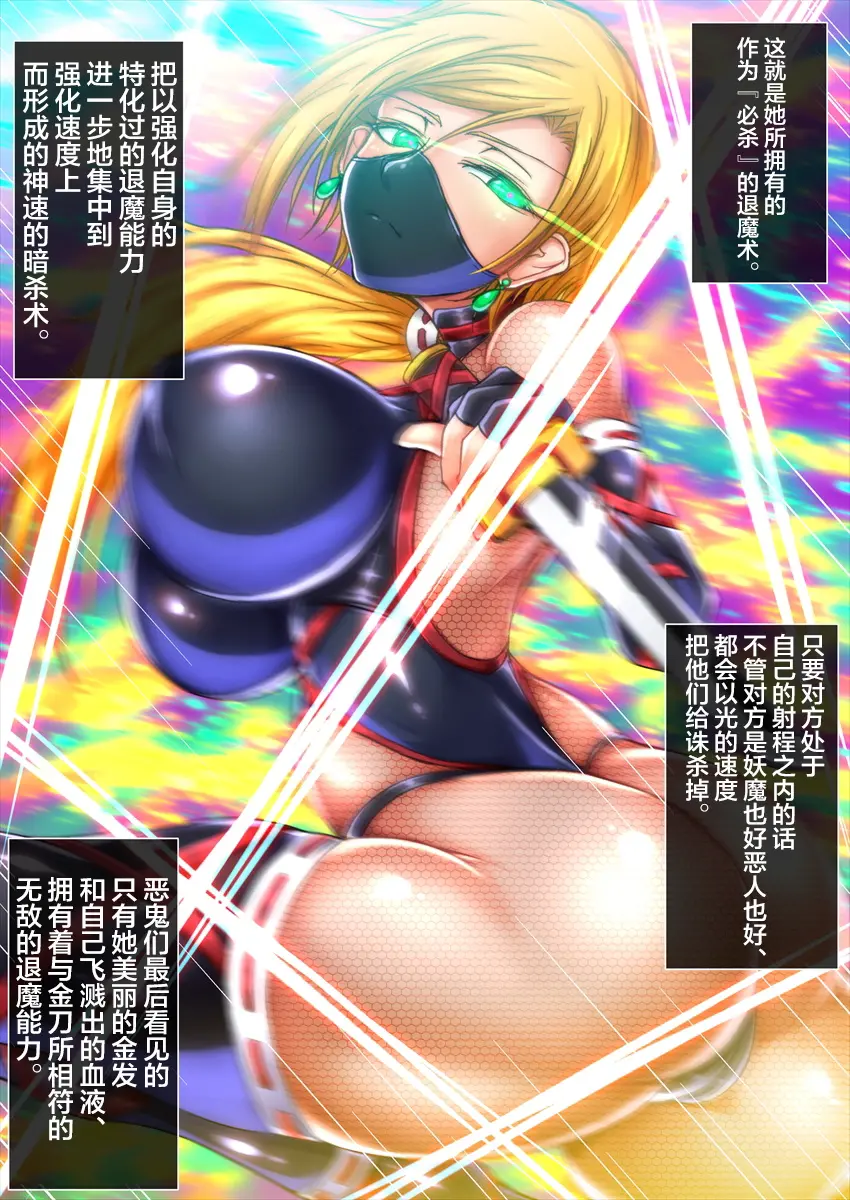 这就是她所拥有的
作为『必杀』的退魔术。
把以强化自身的
特化过的退魔能力
进一步地集中到
强化速度上
而形成的神速的暗杀术。
只要对方处于
自己的射程之内的话
不管对方是妖魔也好恶人也好、
都会以光的速度
把他们给诛杀掉。
恶鬼们最后看见的
只有她美丽的金发
和自己飞溅出的血液、
拥有着与金刀所相符的
无敌的退魔能力。